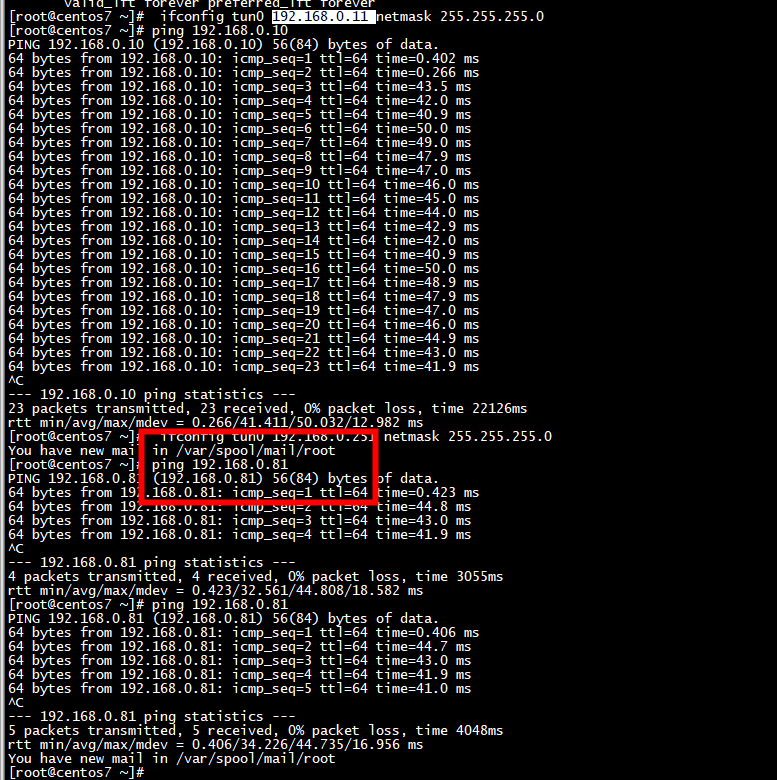 valid_lft forever preferred_lft forever
[root@centos7 ~]#  ifconfig tun0 192.168.0.11 netmask 255.255.255.0
[root@centos7 ~]# ping 192.168.0.10
PING 192.168.0.10 (192.168.0.10) 56(84) bytes of data.
64 bytes from 192.168.0.10: icmp_seq=1 ttl=64 time=0.402 ms
64 bytes from 192.168.0.10: icmp_seq=2 ttl=64 time=0.266 ms
64 bytes from 192.168.0.10: icmp_seq=3 ttl=64 time=43.5 ms
64 bytes from 192.168.0.10: icmp_seq=4 ttl=64 time=42.0 ms
64 bytes from 192.168.0.10: icmp_seq=5 ttl=64 time=40.9 ms
64 bytes from 192.168.0.10: icmp_seq=6 ttl=64 time=50.0 ms
64 bytes from 192.168.0.10: icmp_seq=7 ttl=64 time=49.0 ms
64 bytes from 192.168.0.10: icmp_seq=8 ttl=64 time=47.9 ms
64 bytes from 192.168.0.10: icmp_seq=9 ttl=64 time=47.0 ms
64 bytes from 192.168.0.10: icmp_seq=10 ttl=64 time=46.0 ms
64 bytes from 192.168.0.10: icmp_seq=11 ttl=64 time=45.0 ms
64 bytes from 192.168.0.10: icmp_seq=12 ttl=64 time=44.0 ms
64 bytes from 192.168.0.10: icmp_seq=13 ttl=64 time=42.9 ms
64 bytes from 192.168.0.10: icmp_seq=14 ttl=64 time=42.0 ms
64 bytes from 192.168.0.10: icmp_seq=15 ttl=64 time=40.9 ms
64 bytes from 192.168.0.10: icmp_seq=16 ttl=64 time=50.0 ms
64 bytes from 192.168.0.10: icmp_seq=17 ttl=64 time=48.9 ms
64 bytes from 192.168.0.10: icmp_seq=18 ttl=64 time=47.9 ms
64 bytes from 192.168.0.10: icmp_seq=19 ttl=64 time=47.0 ms
64 bytes from 192.168.0.10: icmp_seq=20 ttl=64 time=46.0 ms
64 bytes from 192.168.0.10: icmp_seq=21 ttl=64 time=44.9 ms
64 bytes from 192.168.0.10: icmp_seq=22 ttl=64 time=43.0 ms
64 bytes from 192.168.0.10: icmp_seq=23 ttl=64 time=41.9 ms
^C
--- 192.168.0.10 ping statistics ---
23 packets transmitted, 23 received, 0% packet loss, time 22126ms
rtt min/avg/max/mdev = 0.266/41.411/50.032/12.982 ms
[root@centos7 ~]#  ifconfig tun0 192.168.0.251 netmask 255.255.255.0
You have new mail in /var/spool/mail/root
[root@centos7 ~]# ping 192.168.0.81
PING 192.168.0.81 (192.168.0.81) 56(84) bytes of data.
64 bytes from 192.168.0.81: icmp_seq=1 ttl=64 time=0.423 ms
64 bytes from 192.168.0.81: icmp_seq=2 ttl=64 time=44.8 ms
64 bytes from 192.168.0.81: icmp_seq=3 ttl=64 time=43.0 ms
64 bytes from 192.168.0.81: icmp_seq=4 ttl=64 time=41.9 ms
^C
--- 192.168.0.81 ping statistics ---
4 packets transmitted, 4 received, 0% packet loss, time 3055ms
rtt min/avg/max/mdev = 0.423/32.561/44.808/18.582 ms
[root@centos7 ~]# ping 192.168.0.81
PING 192.168.0.81 (192.168.0.81) 56(84) bytes of data.
64 bytes from 192.168.0.81: icmp_seq=1 ttl=64 time=0.406 ms
64 bytes from 192.168.0.81: icmp_seq=2 ttl=64 time=44.7 ms
64 bytes from 192.168.0.81: icmp_seq=3 ttl=64 time=43.0 ms
64 bytes from 192.168.0.81: icmp_seq=4 ttl=64 time=41.9 ms
64 bytes from 192.168.0.81: icmp_seq=5 ttl=64 time=41.0 ms
^C
--- 192.168.0.81 ping statistics ---
5 packets transmitted, 5 received, 0% packet loss, time 4048ms
rtt min/avg/max/mdev = 0.406/34.226/44.735/16.956 ms
You have new mail in /var/spool/mail/root
[root@centos7 ~]#